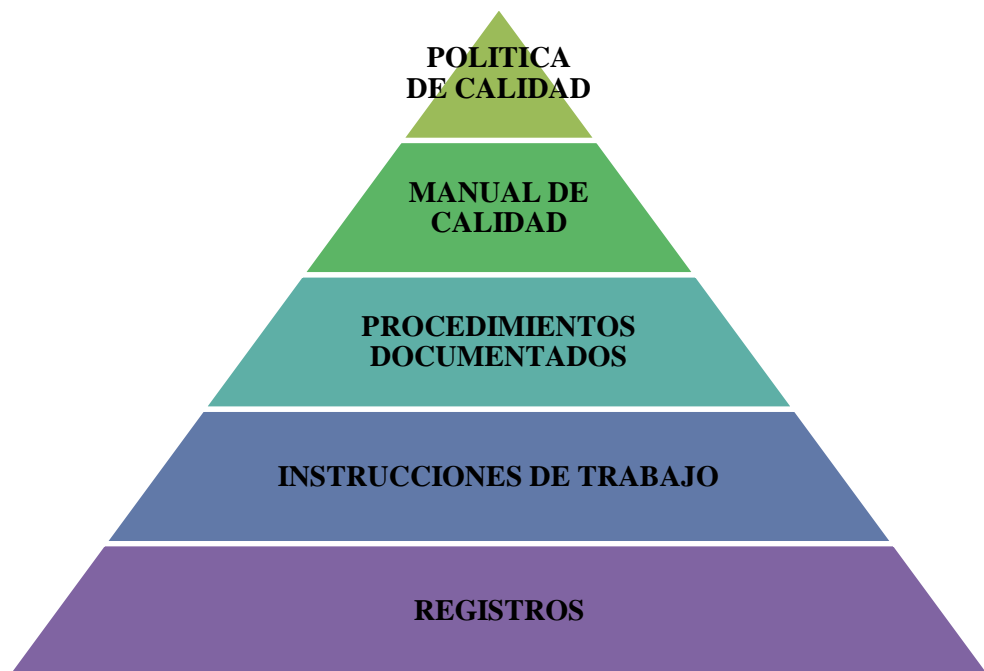 POLITICA
DE CALIDAD
MANUAL DE
CALIDAD
PROCEDIMIENTOS
DOCUMENTADOS
INSTRUCCIONES DE TRABAJO
REGISTROS